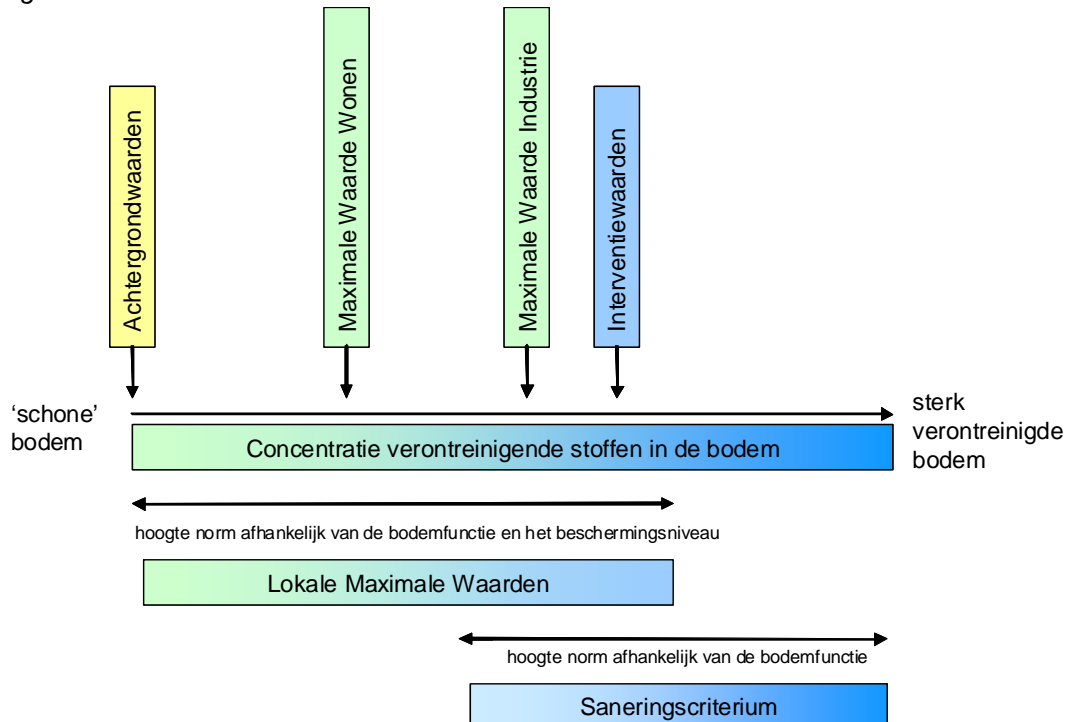 Achtergrondwaarden
Maximale Waarde Wonen
Maximale Waarde Industrie
Interventiewaarden
‘schone’
bodem
sterk
verontreinigde
bodem
Concentratie verontreinigende stoffen in de bodem
hoogte norm afhankelijk van de bodemfunctie en het beschermingsniveau
Lokale Maximale Waarden
hoogte norm afhankelijk van de bodemfunctie
Saneringscriterium